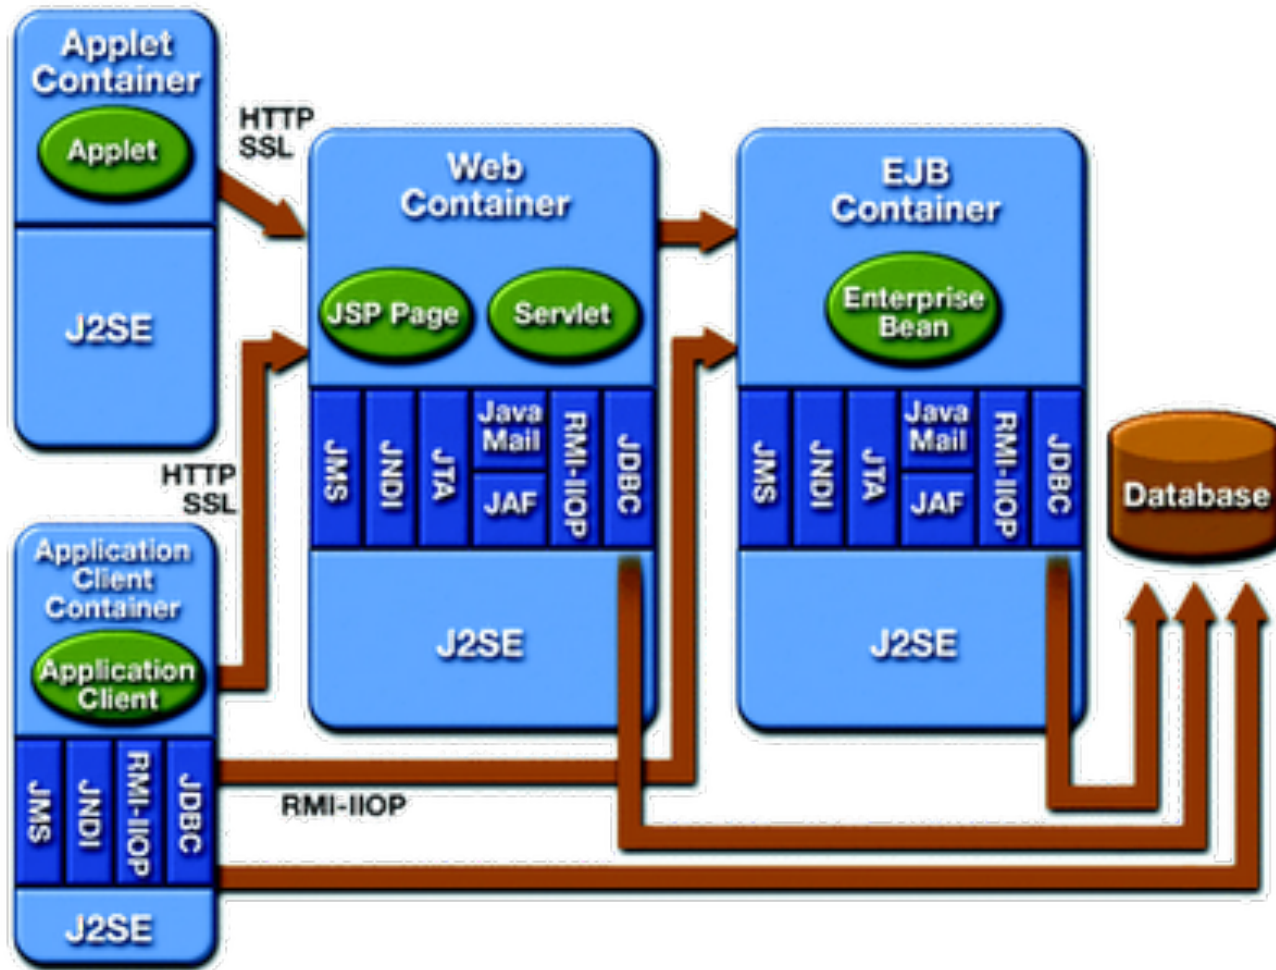 Applet
Container
Applet
J2SE
HTTP
SSL
Web
Container
JSP Page
Servlet
JMS
JNDI
JTA
Java
Mail
JAF
RMI-IIOP
JDBC
J2SE
EJB
Container
Enterprise
Bean
JMS
JNDI
JTA
Java
Mail
JAF
RMI-IIOP
JDBC
J2SE
Database
HTTP
SSL
Application
Client
Container
Application
Client
JMS
JNDI
RMI-IIOP
JDBC
J2SE
RMI-IIOP